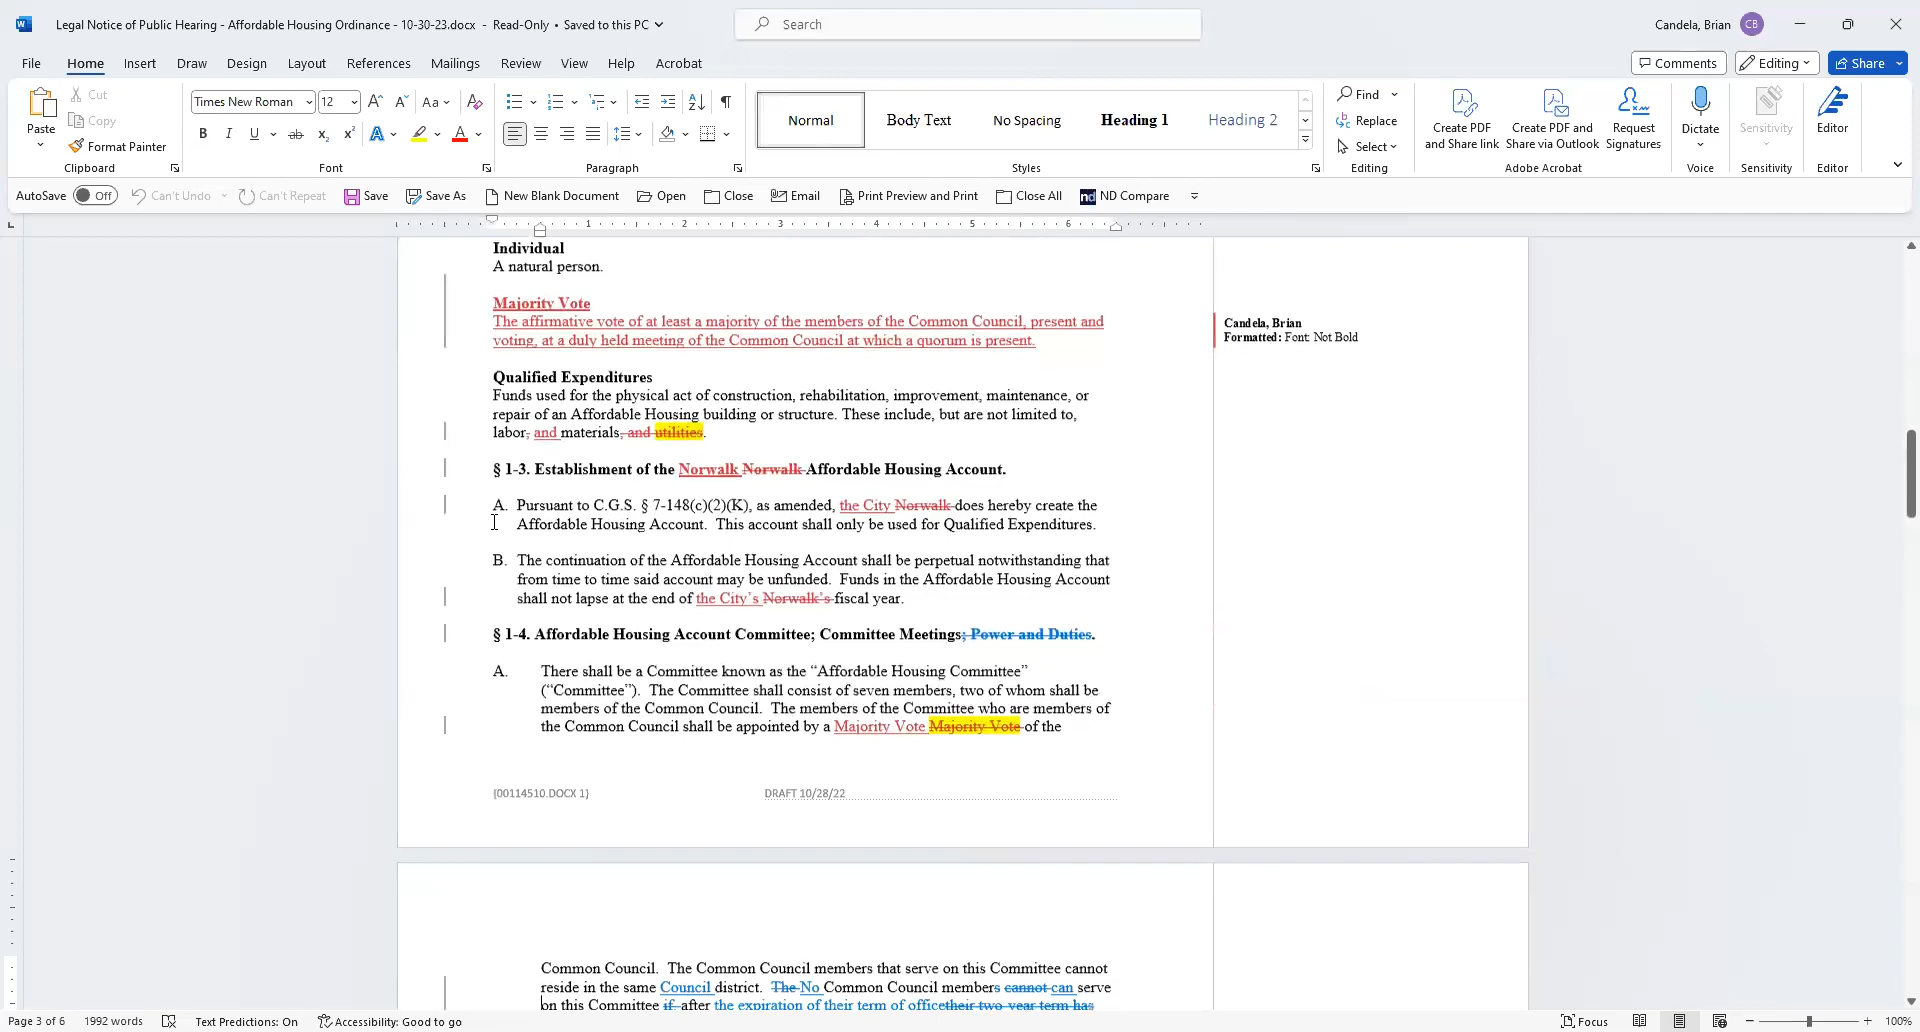 Legal Notice of Public Hearing - Affordable Housing Ordinance - 10-30-23.docx - Read-Only • Saved to this PC
Search
Candela, Brian CB
File Home Insert Draw Design Layout References Mailings Review View Help Acrobat
Comments Editing Share
Paste
Cut
Copy
Format Painter
Clipboard
Times New Roman 12
Font
Paragraph
Normal Body Text No Spacing Heading 1 Heading 2
Styles
Find
Replace
Select
Editing
Create PDF and Share link
Create PDF and Share via Outlook
Request Signatures
Adobe Acrobat
Dictate
Voice
Sensitivity
Sensitivity
Editor
Editor
AutoSave Off Can't Undo Can't Repeat Save Save As New Blank Document Open Close Email Print Preview and Print Close All nd ND Compare
1 2 3 4 5 6
Individual
A natural person.
Majority Vote
The affirmative vote of at least a majority of the members of the Common Council, present and
voting, at a duly held meeting of the Common Council at which a quorum is present.
Candela, Brian
Formatted: Font: Not Bold
Qualified Expenditures
Funds used for the physical act of construction, rehabilitation, improvement, maintenance, or
repair of an Affordable Housing building or structure. These include, but are not limited to,
labor, and materials, and utilities.
§ 1-3. Establishment of the Norwalk Norwalk Affordable Housing Account.
A. Pursuant to C.G.S. § 7-148(c)(2)(K), as amended, the City Norwalk does hereby create the
Affordable Housing Account. This account shall only be used for Qualified Expenditures.
B. The continuation of the Affordable Housing Account shall be perpetual notwithstanding that
from time to time said account may be unfunded. Funds in the Affordable Housing Account
shall not lapse at the end of the City's Norwalk's fiscal year.
§ 1-4. Affordable Housing Account Committee; Committee Meetings; Power and Duties.
A. There shall be a Committee known as the “Affordable Housing Committee”
(“Committee”). The Committee shall consist of seven members, two of whom shall be
members of the Common Council. The members of the Committee who are members of
the Common Council shall be appointed by a Majority Vote Majority Vote of the
{00114510.DOCX 1} DRAFT 10/28/22
Common Council. The Common Council members that serve on this Committee cannot
reside in the same Council district. The No Common Council members cannot can serve
on this Committee if after the expiration of their term of office their two-year term has
Page 3 of 6 1992 words Text Predictions: On Accessibility: Good to go Focus 100%